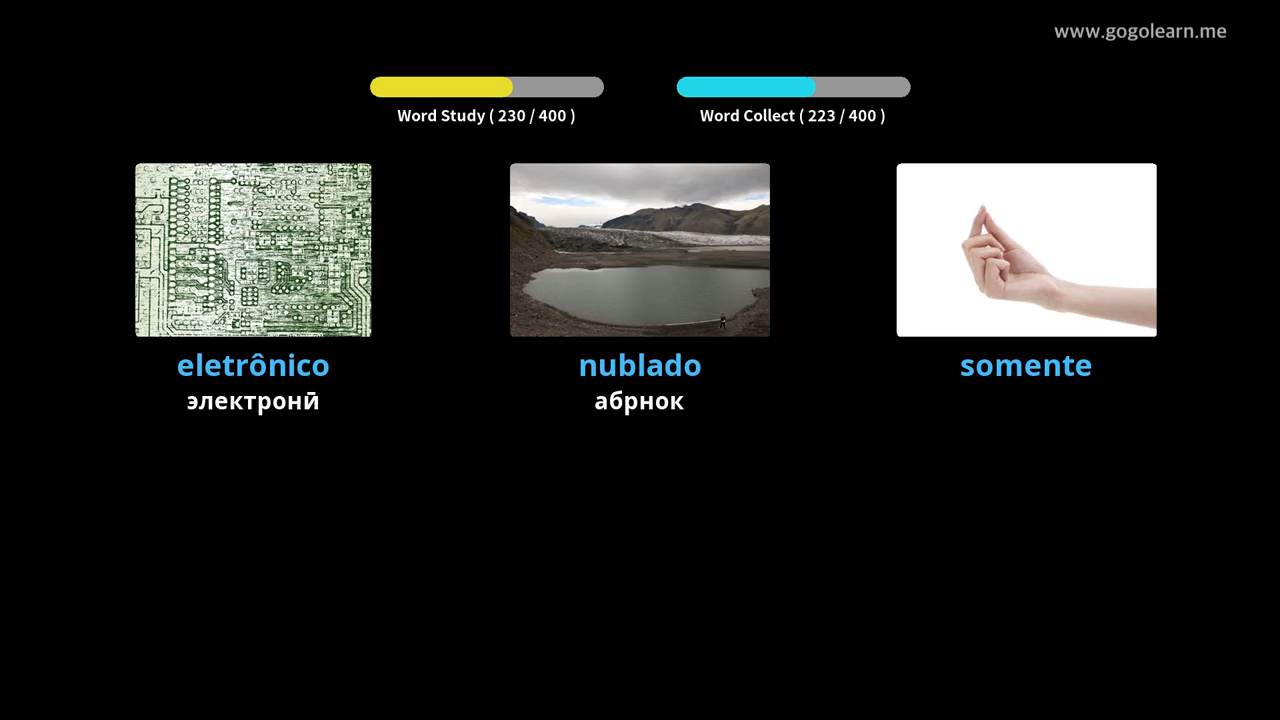 www.gogolearn.me
Word Study ( 230 / 400 )
Word Collect ( 223 / 400 )
eletrônico
nublado
somente
электронӣ
абрнок